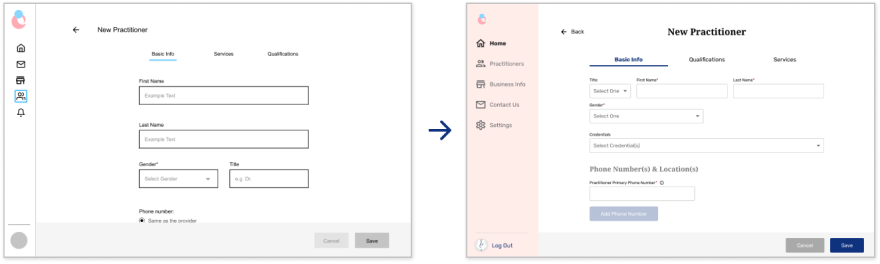 New Practitioner
Basic Info Services Qualifications
First Name
Example Text
Last Name
Example Text
Gender* Title
Select Gender e.g. Dr.
Phone number:
Same as the provider
Cancel Save
Back New Practitioner
Home
Practitioners
Business Info
Contact Us
Settings
Log Out
Basic Info Qualifications Services
Title First Name* Last Name*
Select One
Gender*
Select One
Credentials
Select Credential(s)
Phone Number(s) & Location(s)
Practitioner Primary Phone Number*
Add Phone Number
Cancel Save